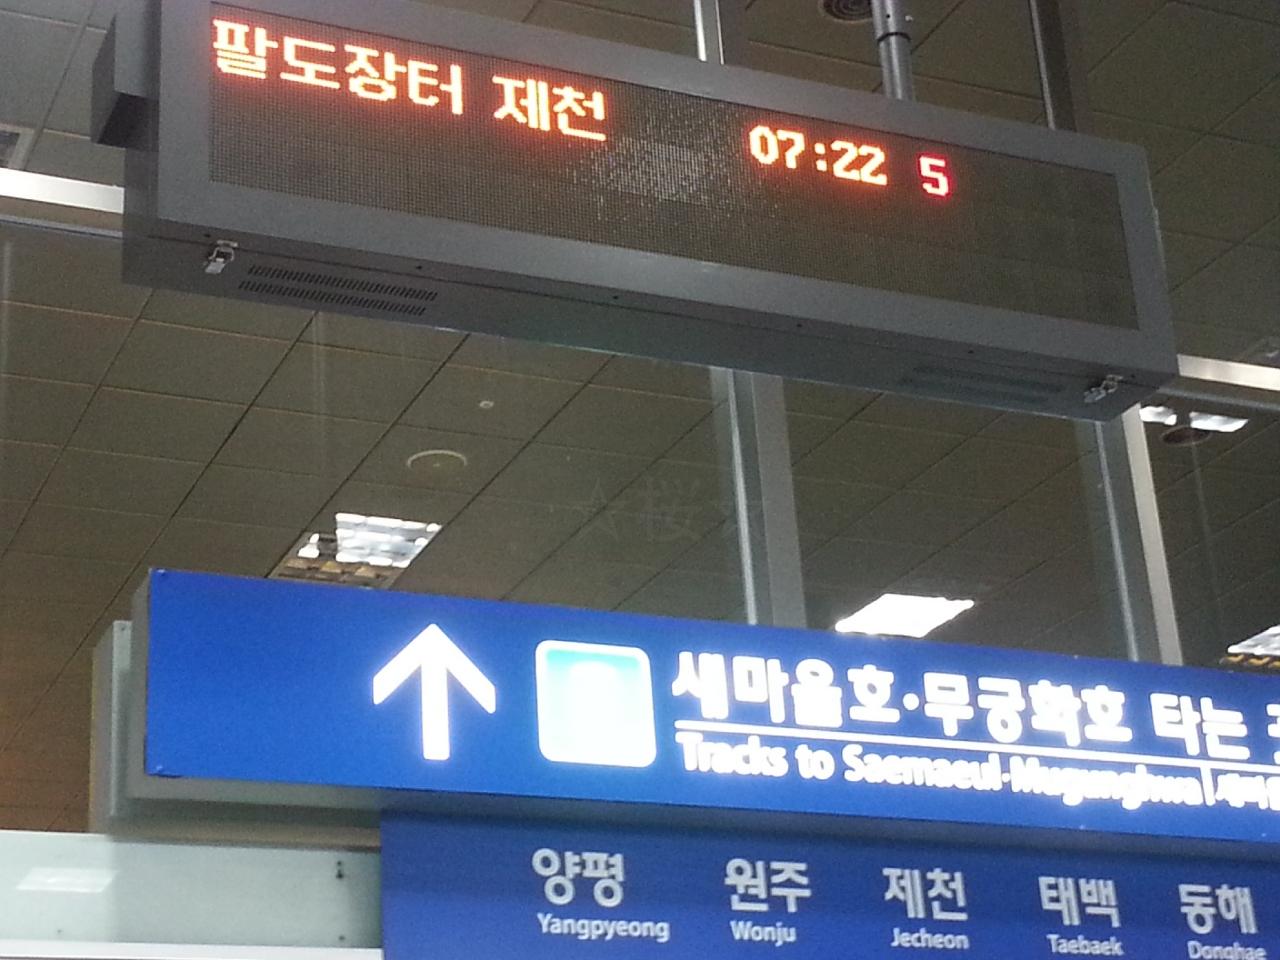 팔도장터 제천 07:22 5
☆桜☆
새마을호·무궁화호 타는
Tracks to Saemaeul·Mugunghwa
양평 원주 제천 태백 동해
Yangpyeong Wonju Jecheon Taebaek Donghae